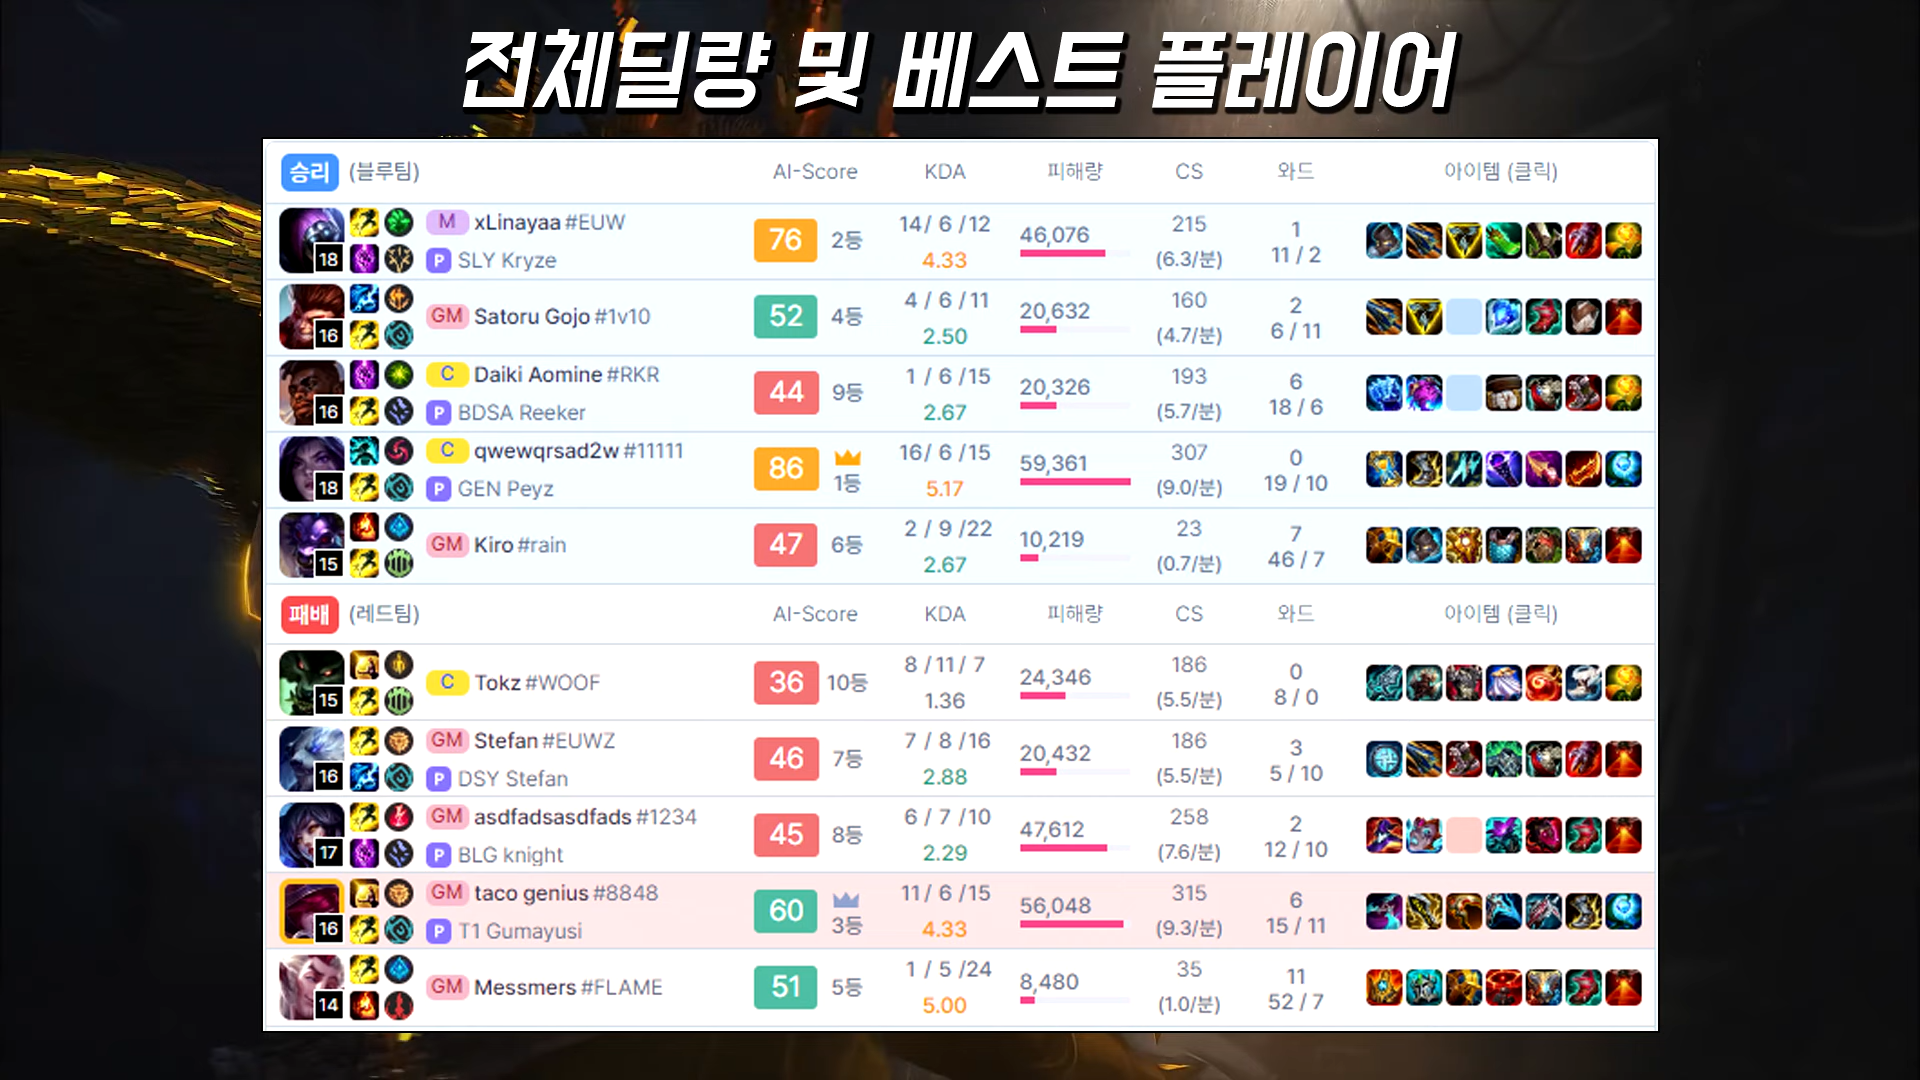 전체딜량 및 베스트 플레이어
승리 (블루팀) AI-Score KDA 피해량 CS 와드 아이템 (클릭)
18 M xLinayaa #EUW P SLY Kryze 76 2등 14 / 6 / 12 4.33 46,076 215 (6.3/분) 1 11 / 2
16 GM Satoru Gojo #1v10 52 4등 4 / 6 / 11 2.50 20,632 160 (4.7/분) 2 6 / 11
16 C Daiki Aomine #RKR P BDSA Reeker 44 9등 1 / 6 / 15 2.67 20,326 193 (5.7/분) 6 18 / 6
18 C qwewqrsad2w #11111 P GEN Peyz 86 1등 16 / 6 / 15 5.17 59,361 307 (9.0/분) 0 19 / 10
15 GM Kiro #rain 47 6등 2 / 9 / 22 2.67 10,219 23 (0.7/분) 7 46 / 7
패배 (레드팀) AI-Score KDA 피해량 CS 와드 아이템 (클릭)
15 C Tokz #WOOF 36 10등 8 / 11 / 7 1.36 24,346 186 (5.5/분) 0 8 / 0
16 GM Stefan #EUWZ P DSY Stefan 46 7등 7 / 8 / 16 2.88 20,432 186 (5.5/분) 3 5 / 10
17 GM asdfadsasdfads #1234 P BLG knight 45 8등 6 / 7 / 10 2.29 47,612 258 (7.6/분) 2 12 / 10
16 GM taco genius #8848 P T1 Gumayusi 60 3등 11 / 6 / 15 4.33 56,048 315 (9.3/분) 6 15 / 11
14 GM Messmers #FLAME 51 5등 1 / 5 / 24 5.00 8,480 35 (1.0/분) 11 52 / 7